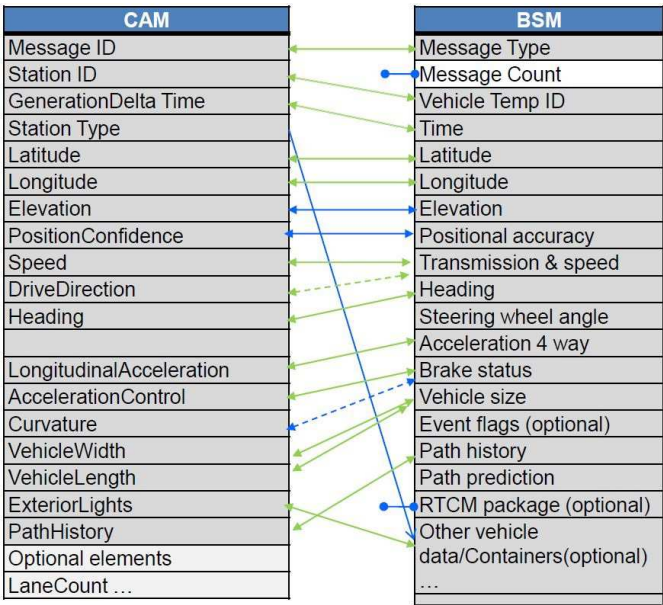 CAM
Message ID
Station ID
GenerationDelta Time
Station Type
Latitude
Longitude
Elevation
PositionConfidence
Speed
DriveDirection
Heading
LongitudinalAcceleration
AccelerationControl
Curvature
VehicleWidth
VehicleLength
ExteriorLights
PathHistory
Optional elements
LaneCount ...
BSM
Message Type
Message Count
Vehicle Temp ID
Time
Latitude
Longitude
Elevation
Positional accuracy
Transmission & speed
Heading
Steering wheel angle
Acceleration 4 way
Brake status
Vehicle size
Event flags (optional)
Path history
Path prediction
RTCM package (optional)
Other vehicle
data/Containers(optional)
...